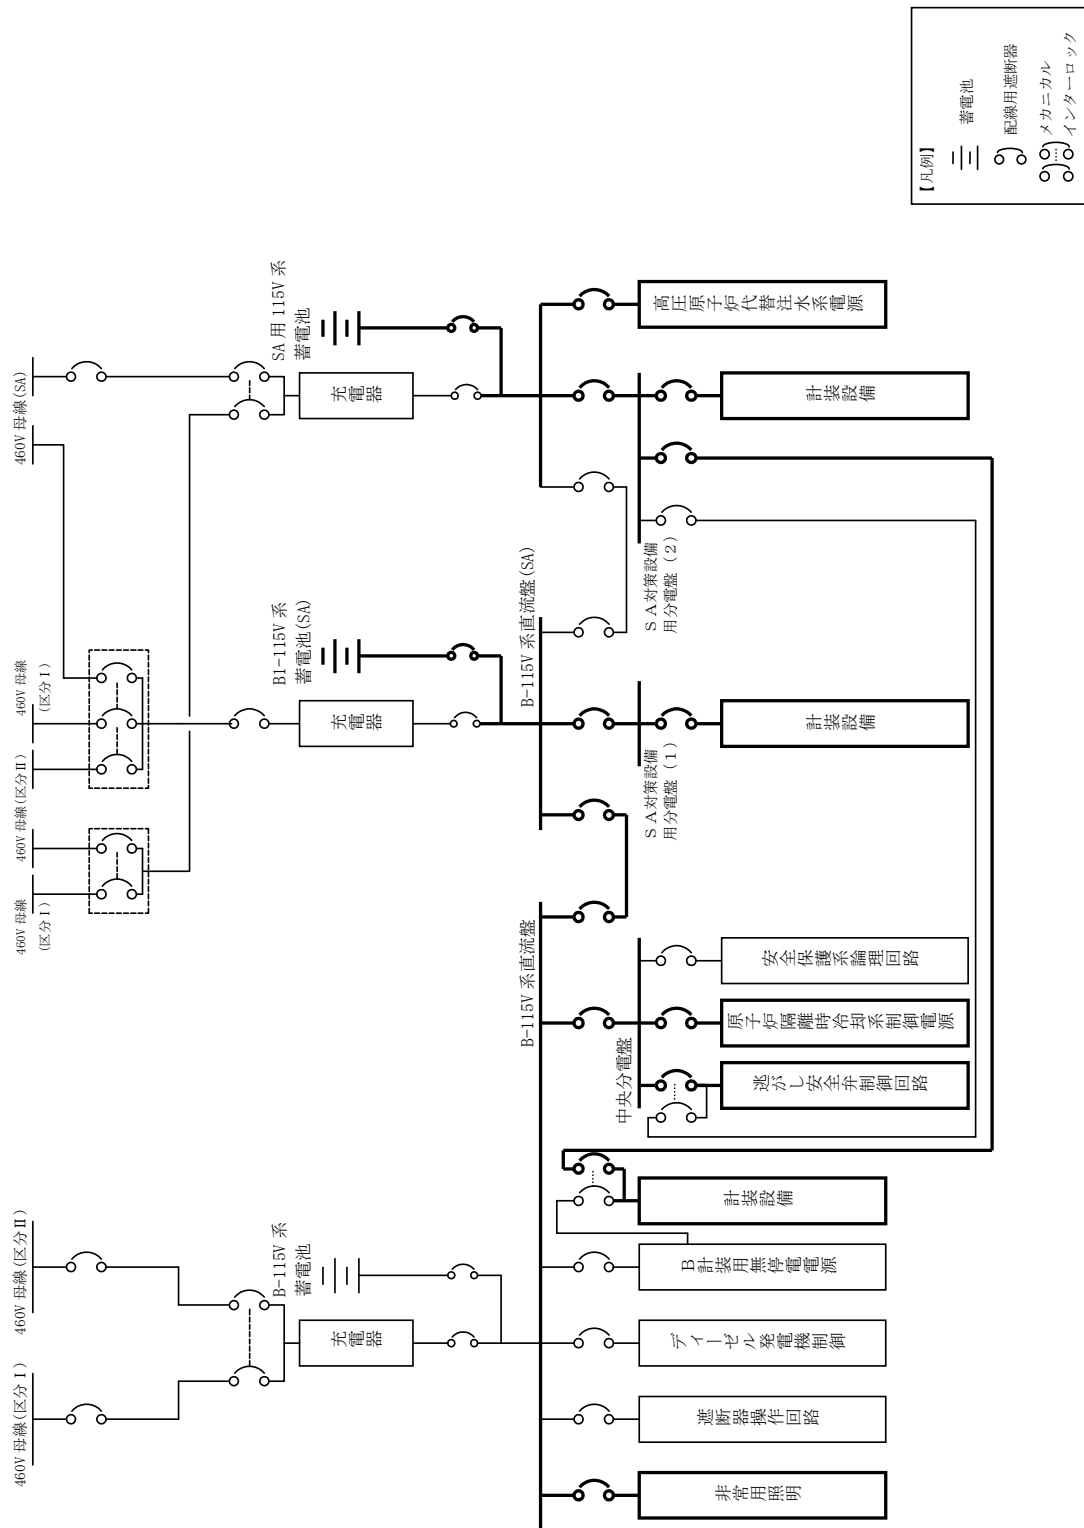 【凡例】
蓄電池
配線用遮断器
メカニカル
インターロック
460V 母線(SA)
460V 母線
(区分Ⅰ)
460V 母線(区分Ⅱ)
460V 母線
(区分Ⅰ)
460V 母線(区分Ⅱ)
460V 母線(区分Ⅰ)
SA 用 115V 系
蓄電池
B1-115V 系
蓄電池(SA)
B-115V 系
蓄電池
充電器
充電器
充電器
B-115V 系直流盤(SA)
B-115V 系直流盤
ＳＡ対策設備
用分電盤（2）
ＳＡ対策設備
用分電盤（1）
中央分電盤
高圧原子炉代替注水系電源
計装設備
計装設備
安全保護系論理回路
原子炉隔離時冷却系制御電源
逃がし安全弁制御回路
計装設備
B計装用無停電電源
ディーゼル発電機制御
遮断器操作回路
非常用照明